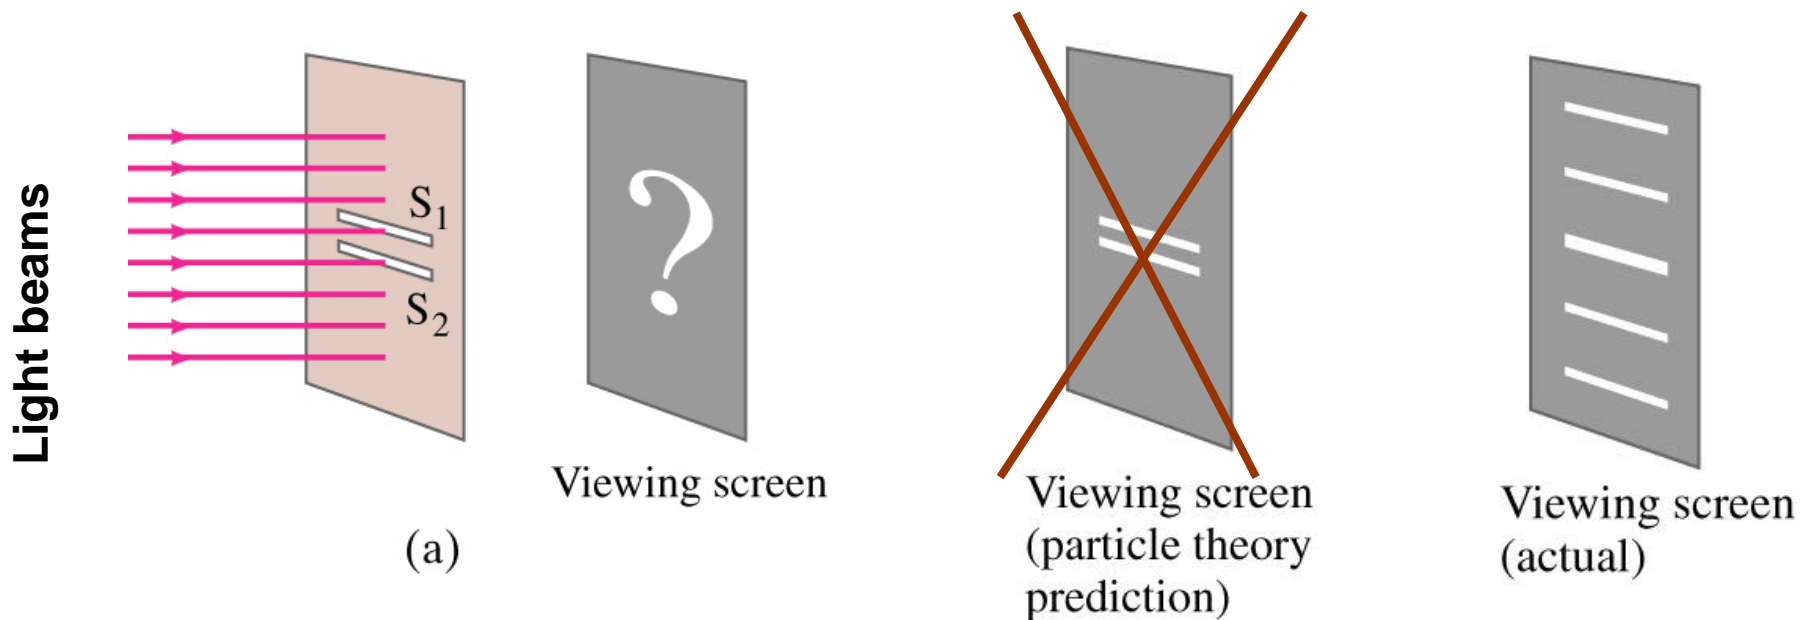 Light beams
S1
S2
?
Viewing screen
(a)
Viewing screen
(particle theory
prediction)
Viewing screen
(actual)